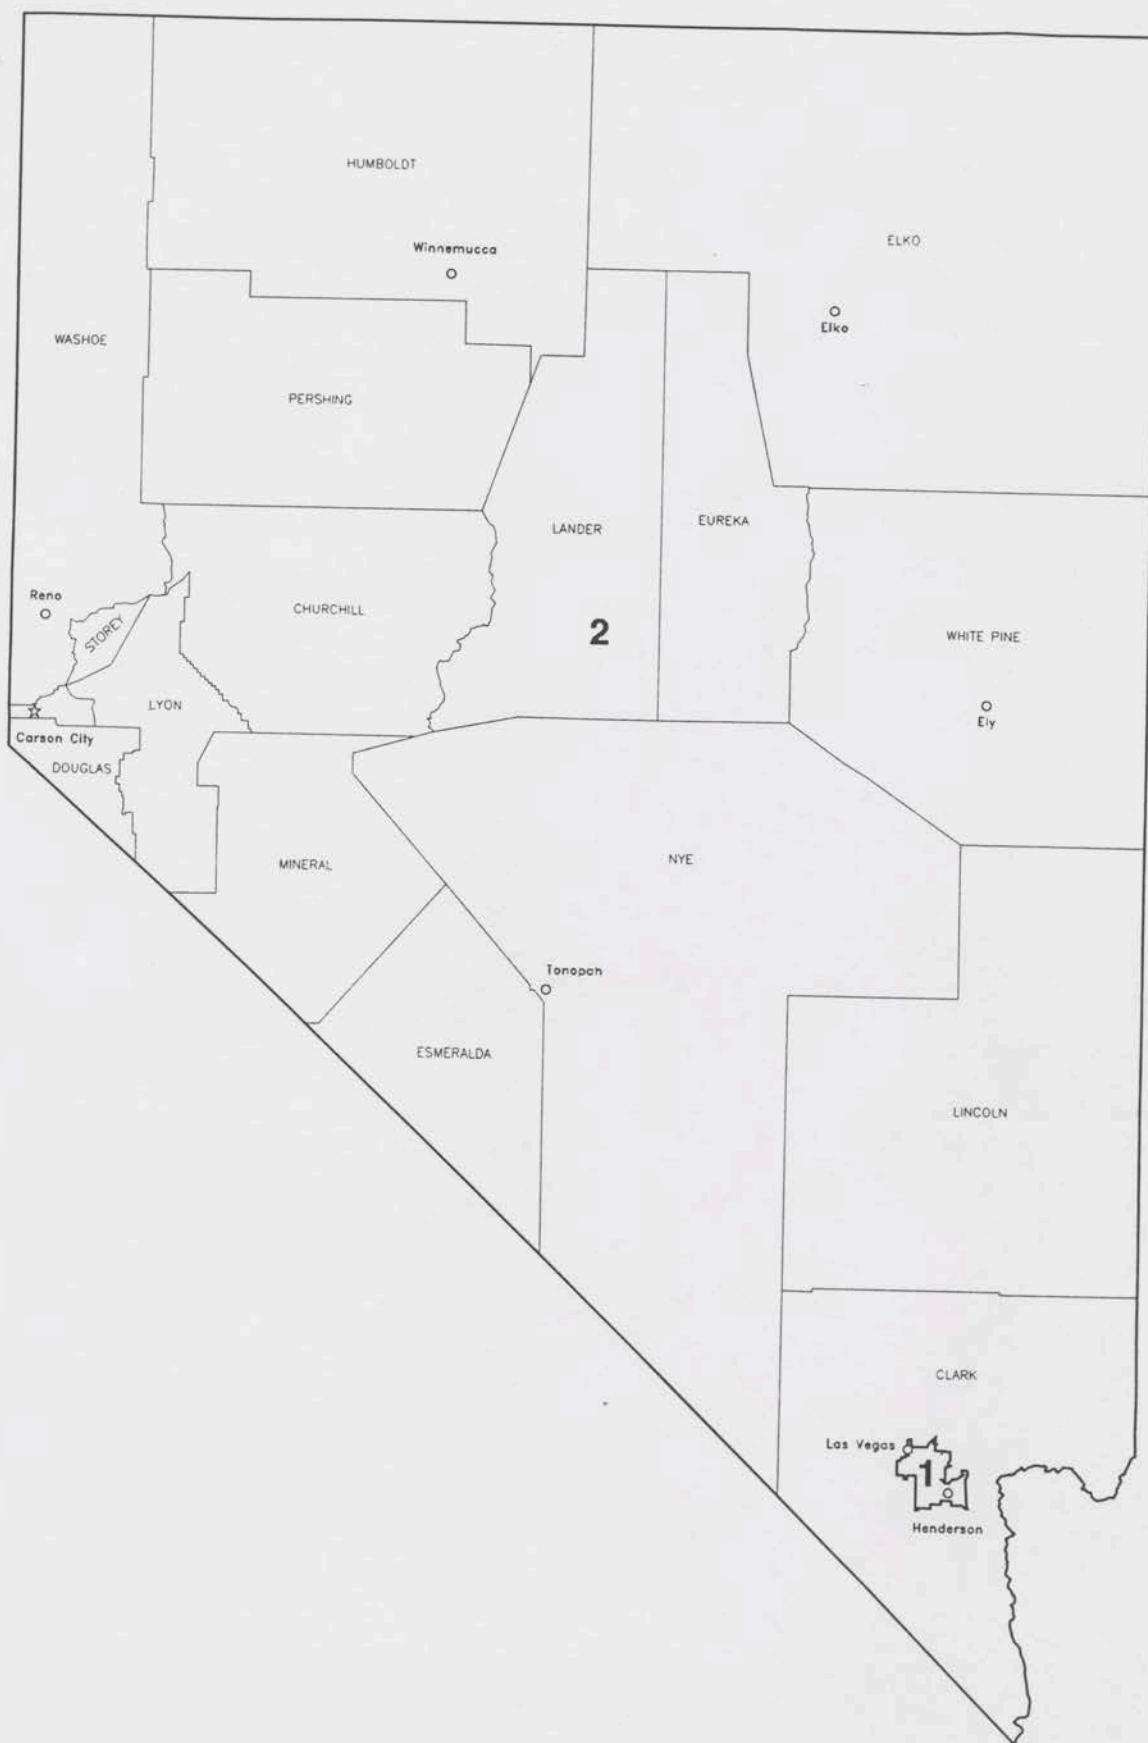 HUMBOLDT
Winnemucca
ELKO
Elko
WASHOE
PERSHING
LANDER
EUREKA
Reno
STOREY
CHURCHILL
2
WHITE PINE
LYON
Ely
Carson City
DOUGLAS
MINERAL
NYE
Tonopah
ESMERALDA
LINCOLN
CLARK
Las Vegas
1
Henderson